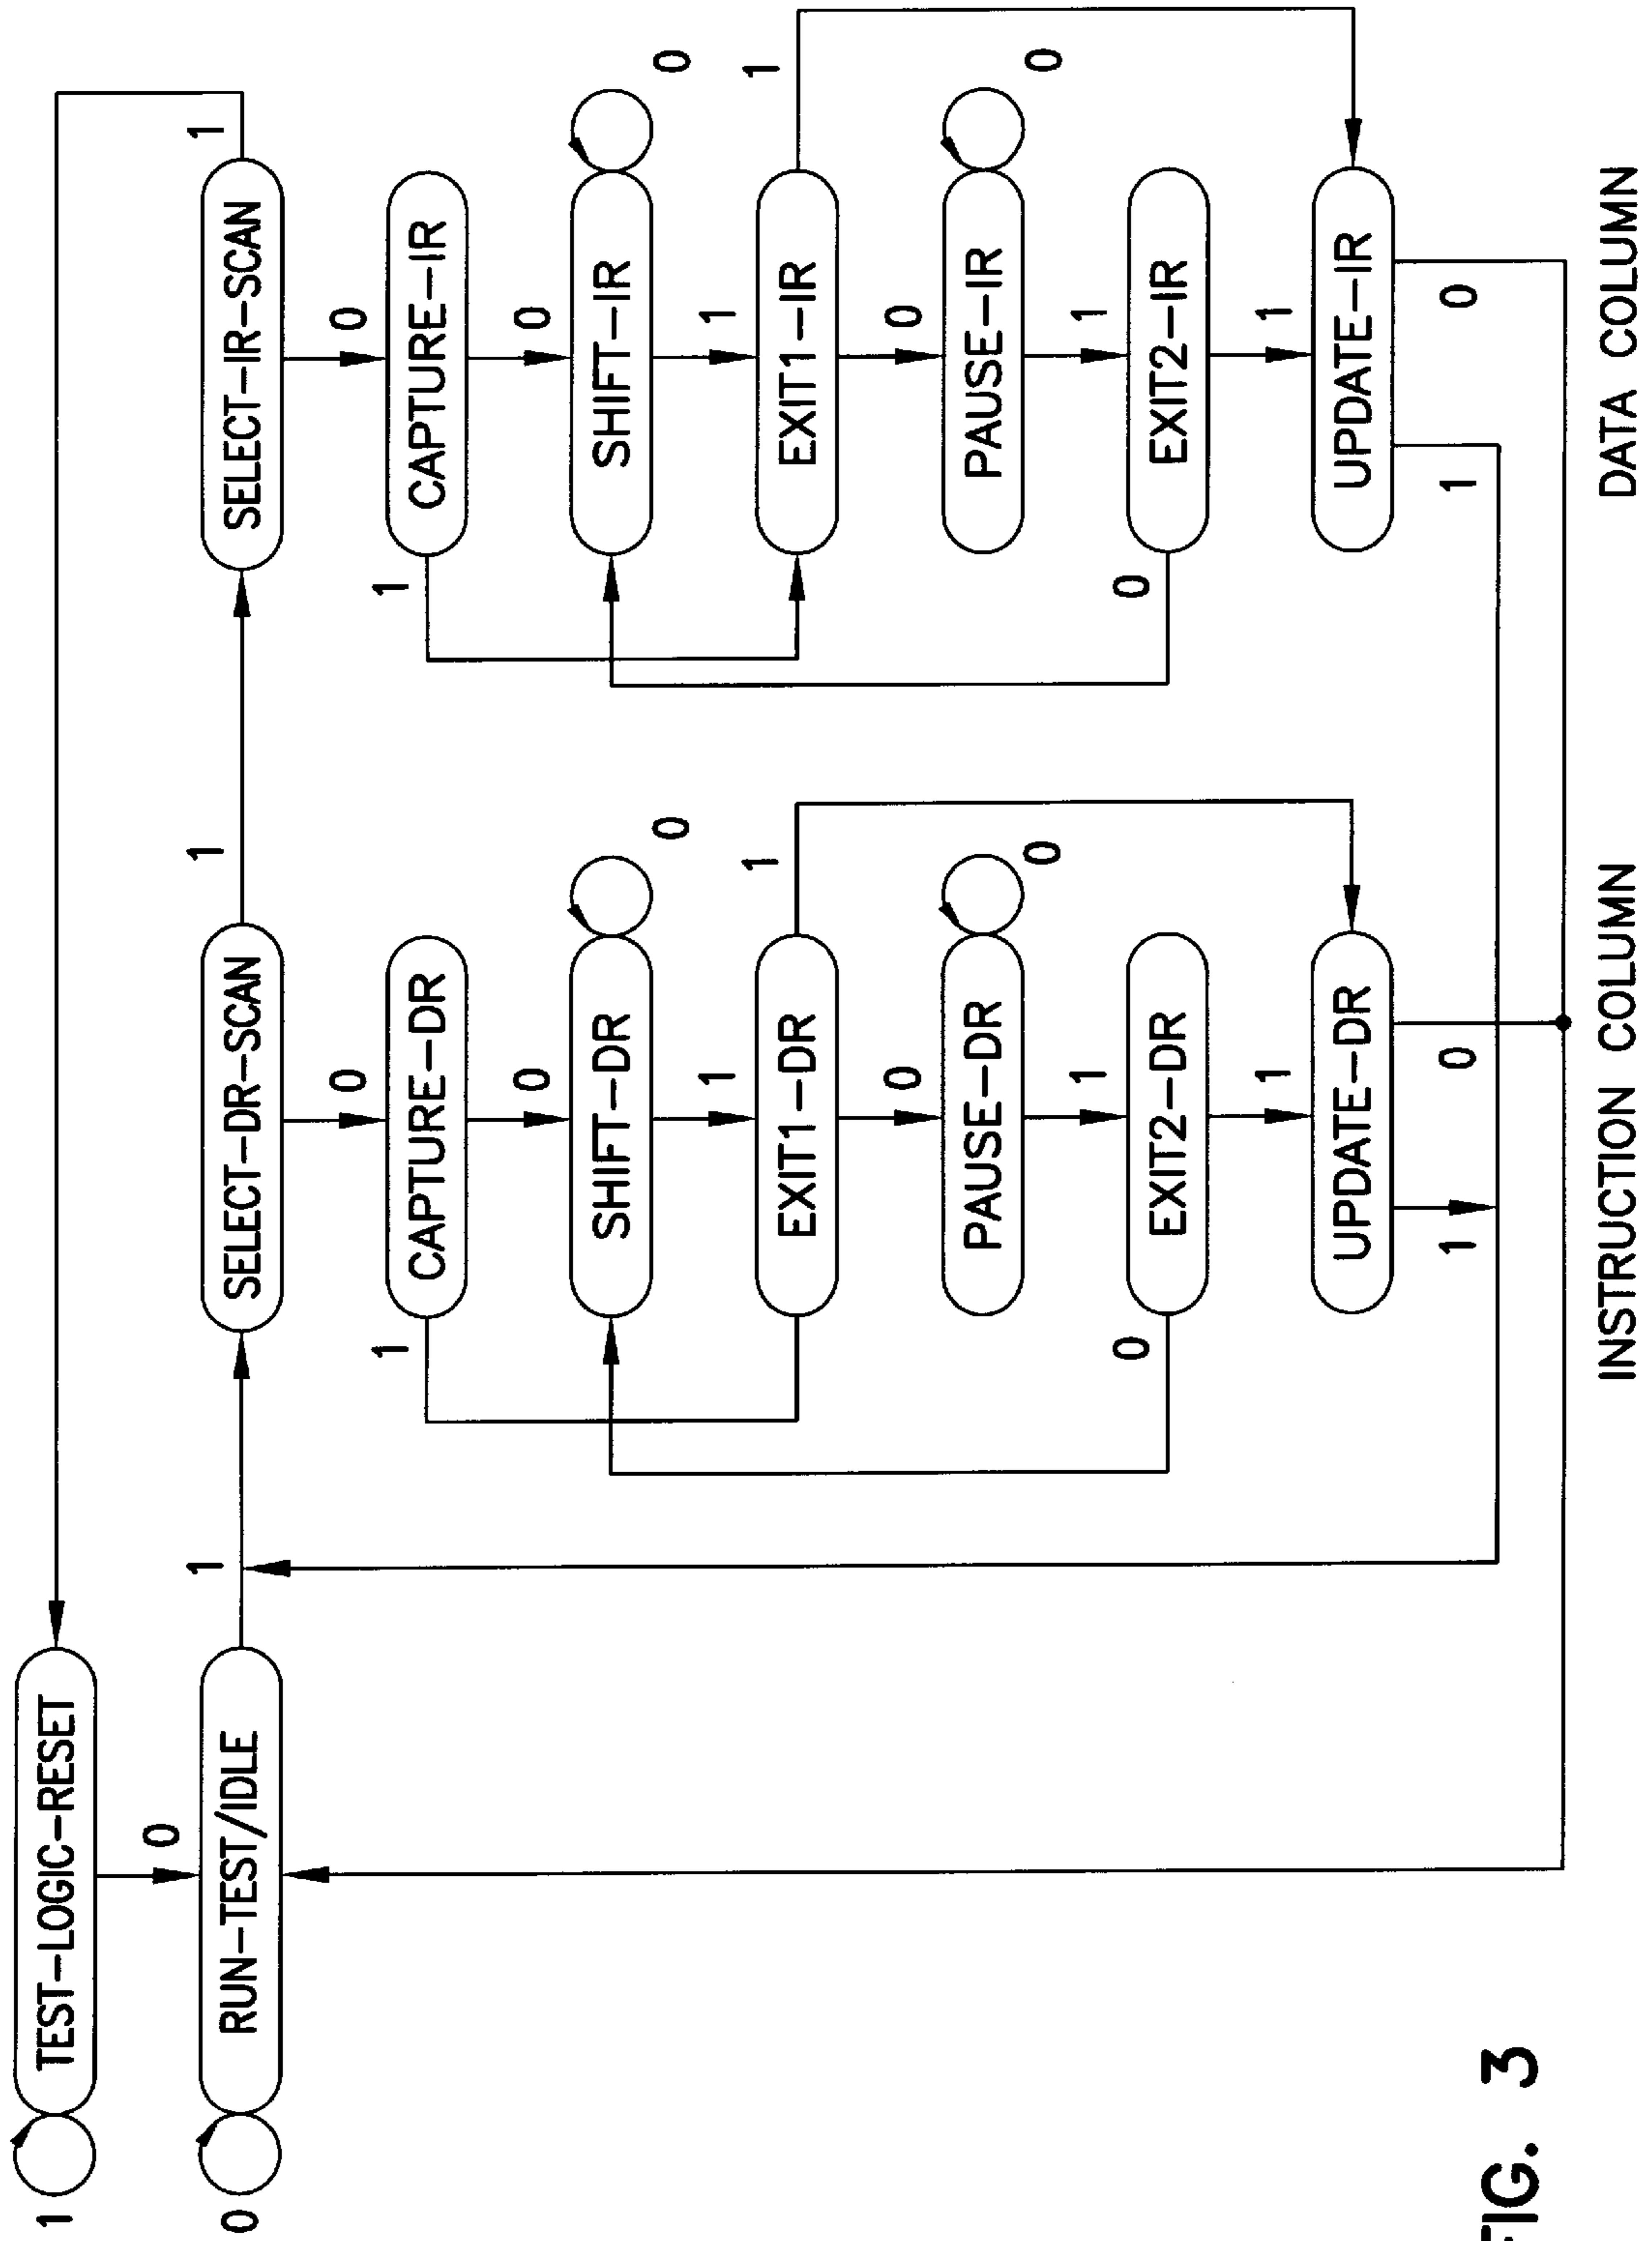 1
TEST-LOGIC-RESET
0
0
RUN-TEST/IDLE
1
SELECT-DR-SCAN
1
SELECT-IR-SCAN
1
0
0
1
CAPTURE-DR
1
CAPTURE-IR
0
0
SHIFT-DR
0
SHIFT-IR
0
1
1
EXIT1-DR
1
EXIT1-IR
1
0
0
PAUSE-DR
0
PAUSE-IR
0
1
1
0
EXIT2-DR
0
EXIT2-IR
1
1
UPDATE-DR
UPDATE-IR
1
0
1
0
INSTRUCTION COLUMN
DATA COLUMN
FIG. 3